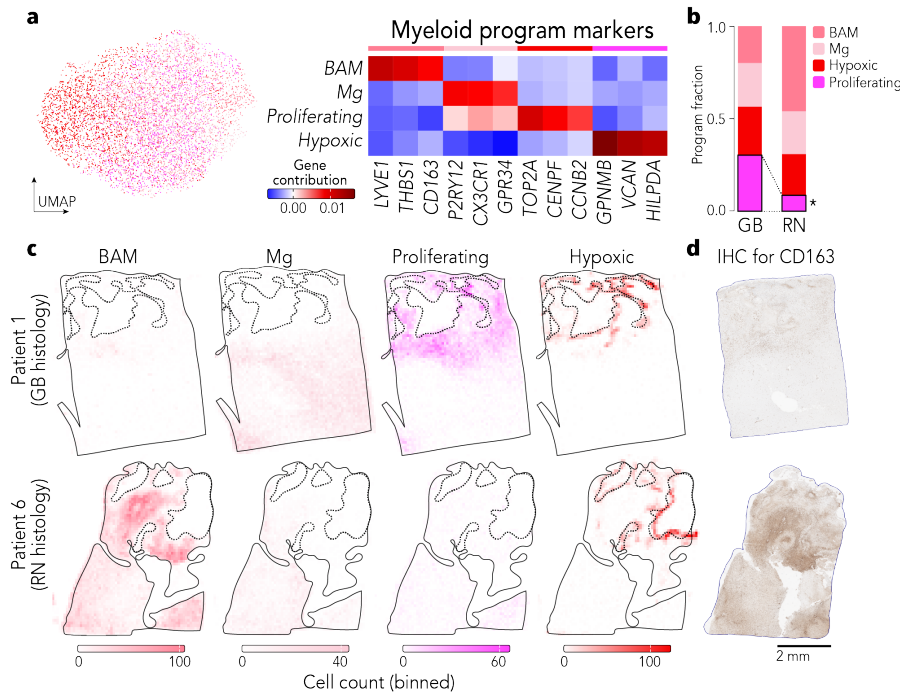 a
Myeloid program markers
BAM
Mg
Proliferating
Hypoxic
LYVE1
THBS1
CD163
P2RY12
CX3CR1
GPR34
TOP2A
CENPF
CCNB2
GPNMB
VCAN
HILPDA
Gene
contribution
0.00 0.01
UMAP
b
1.0
0.5
0.0
Program fraction
GB RN
*
BAM
Mg
Hypoxic
Proliferating
c
BAM Mg Proliferating Hypoxic
Patient 1
(GB histology)
Patient 6
(RN histology)
0 100
0 40
0 60
0 100
Cell count (binned)
d
IHC for CD163
2 mm